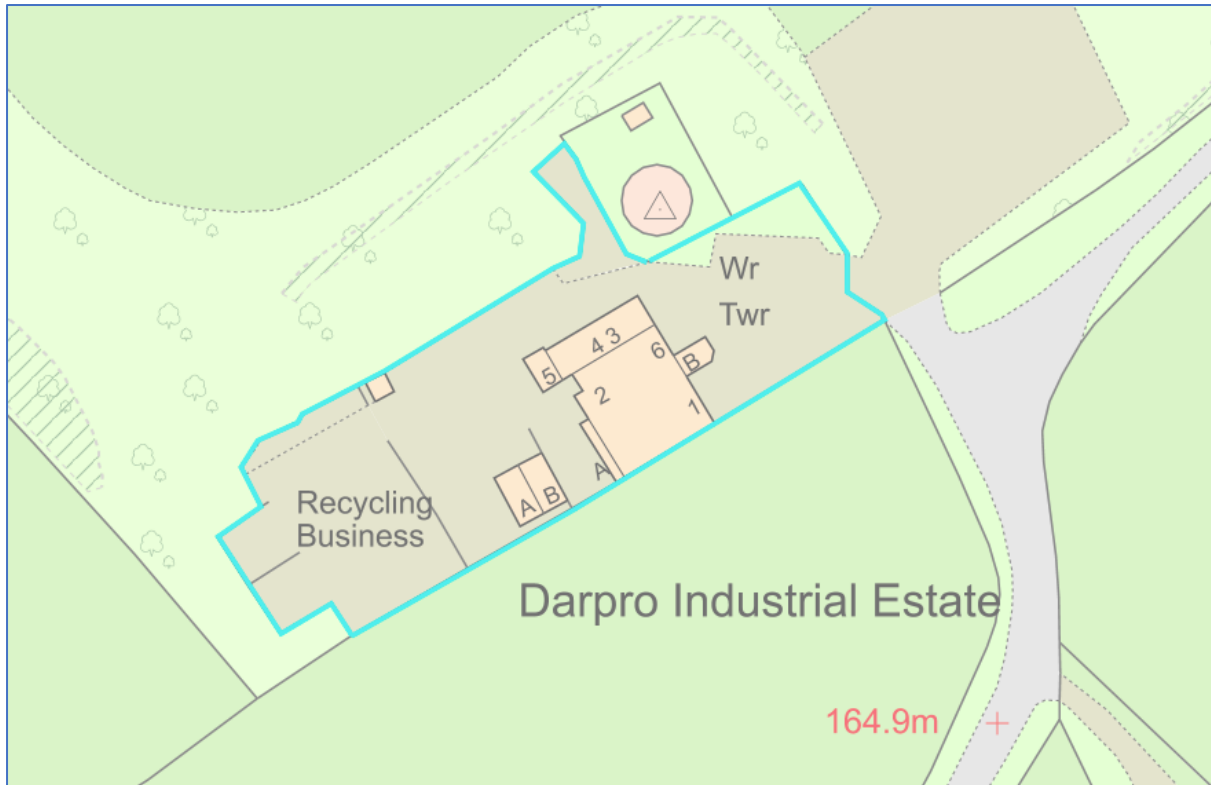 Wr
Twr
4 3
6
B
5
2
1
A
A
B
Recycling
Business
Darpro Industrial Estate
164.9m